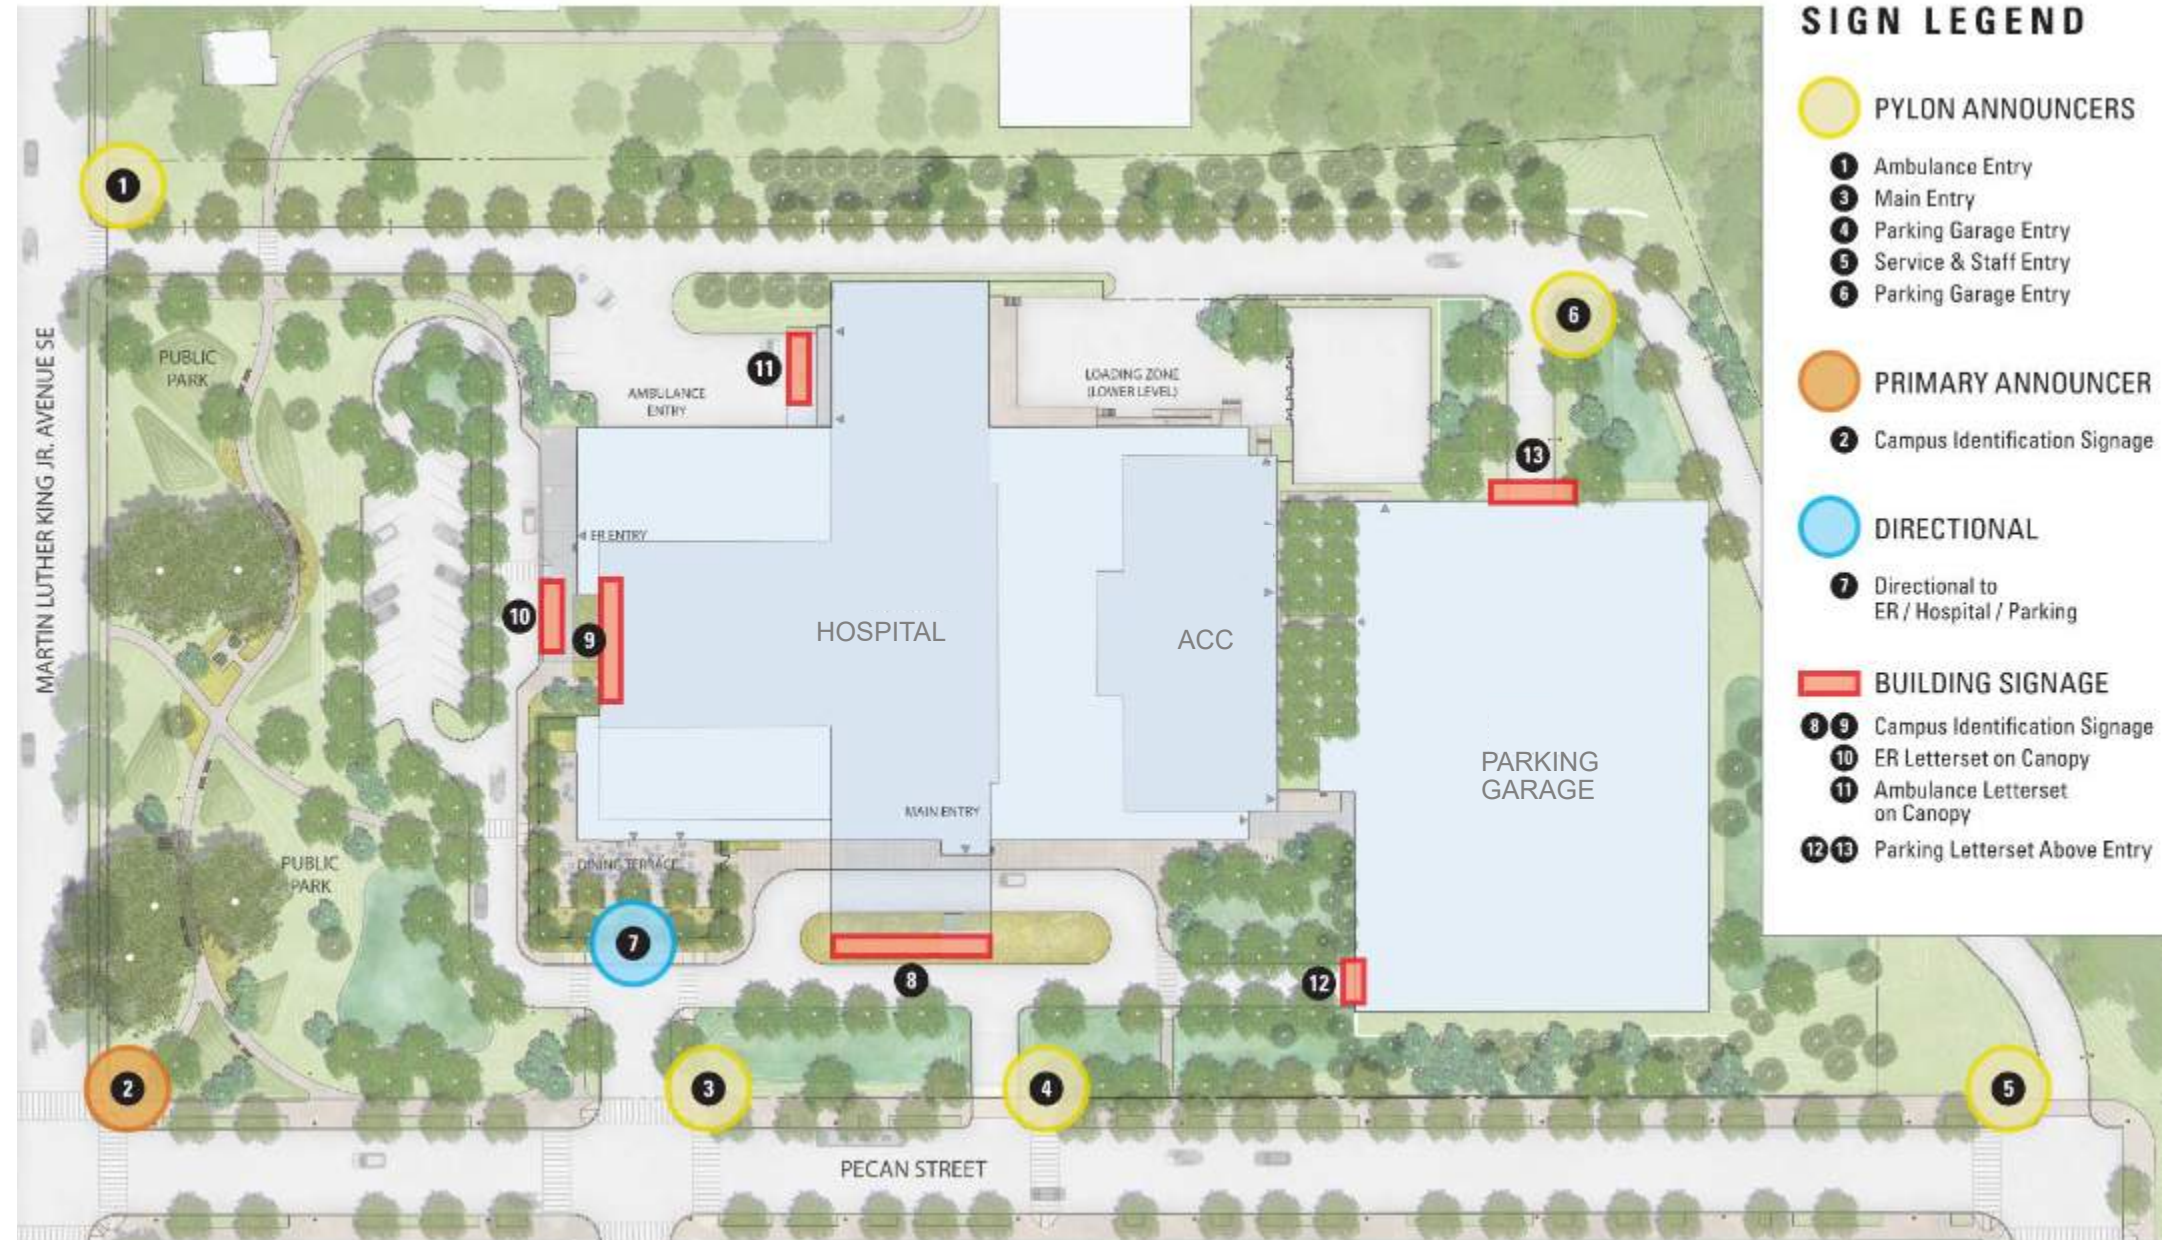 SIGN LEGEND
PYLON ANNOUNCERS
1 Ambulance Entry
3 Main Entry
4 Parking Garage Entry
5 Service & Staff Entry
6 Parking Garage Entry
PRIMARY ANNOUNCER
2 Campus Identification Signage
DIRECTIONAL
7 Directional to
ER / Hospital / Parking
BUILDING SIGNAGE
8 9 Campus Identification Signage
10 ER Letterset on Canopy
11 Ambulance Letterset
on Canopy
12 13 Parking Letterset Above Entry
1
6
MARTIN LUTHER KING JR. AVENUE SE
PUBLIC
PARK
11
AMBULANCE
ENTRY
LOADING ZONE
(LOWER LEVEL)
13
ER ENTRY
10
9
HOSPITAL
ACC
PARKING
GARAGE
MAIN ENTRY
PUBLIC
PARK
DINING TERRACE
7
8
12
2
3
4
5
PECAN STREET